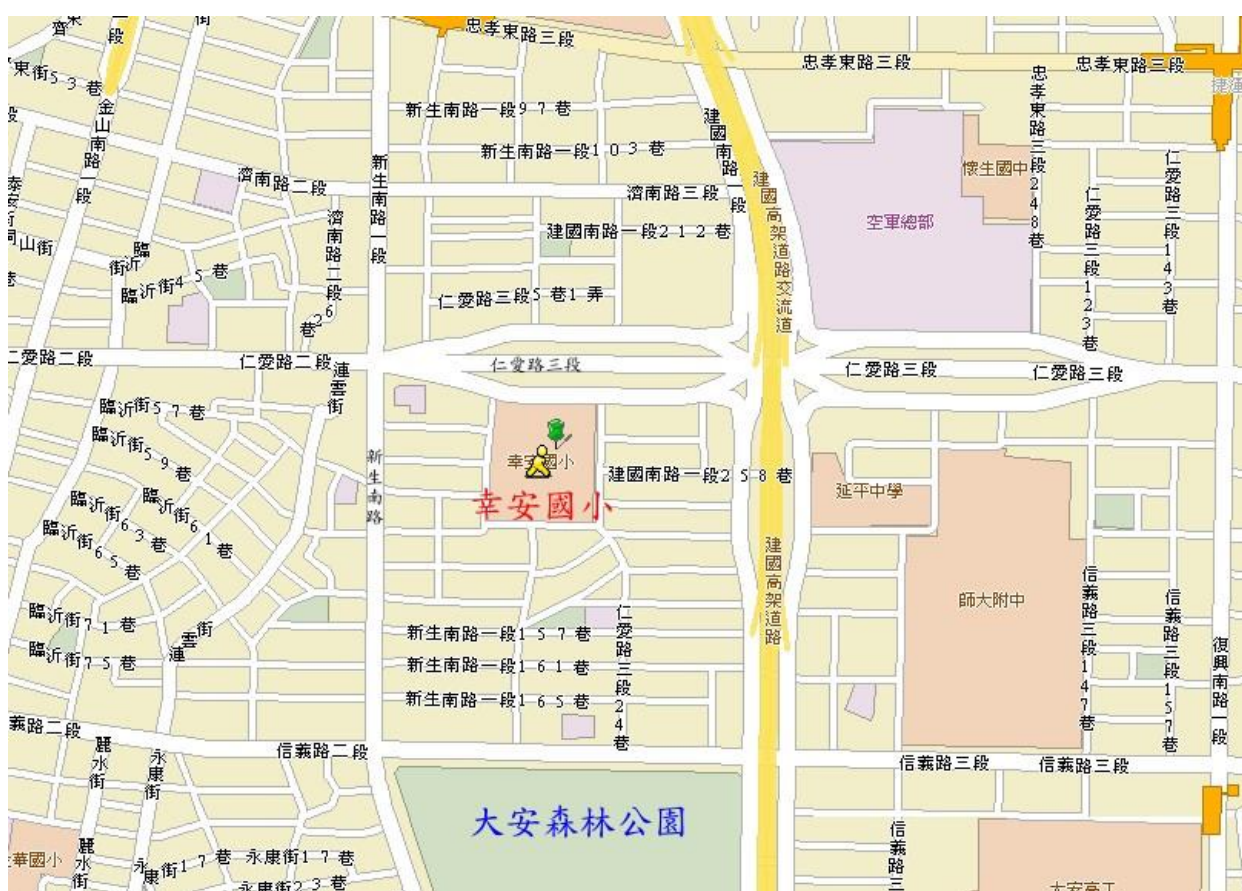 忠孝東路三段
忠孝東路三段
忠孝東路三段
東街53巷
金山南路一段
新生南路一段97巷
新生南路一段103巷
建國南路一段
新生南路一段
濟南路二段
濟南路三段
懷生國中
忠孝東路三段248巷
仁愛路三段123巷
仁愛路三段143巷
空軍總部
建國南路一段212巷
建國高架道路交流道
濟南路二段26巷
臨沂街
臨沂街45巷
仁愛路三段5巷1弄
仁愛路二段
仁愛路二段
仁愛路三段
仁愛路三段
仁愛路三段
連雲街
臨沂街57巷
臨沂街59巷
臨沂街61巷
臨沂街63巷
臨沂街65巷
新生南路
幸安國小
幸安國小
建國南路一段258巷
延平中學
建國高架道路
師大附中
臨沂街71巷
臨沂街75巷
連雲街
新生南路一段157巷
新生南路一段161巷
新生南路一段165巷
仁愛路三段24巷
信義路三段147巷
信義路三段157巷
復興南路一段
義路二段
信義路二段
信義路三段
信義路三段
麗水街
永康街
大安森林公園
華國小
麗水街
永康街17巷
永康街17巷
永康街23巷
信義路三
大安高工